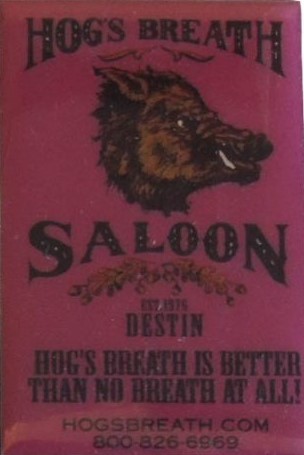 HOG'S BREATH
SALOON
EST. 1976
DESTIN
HOG'S BREATH IS BETTER
THAN NO BREATH AT ALL!
HOGSBREATH.COM
800-826-6969